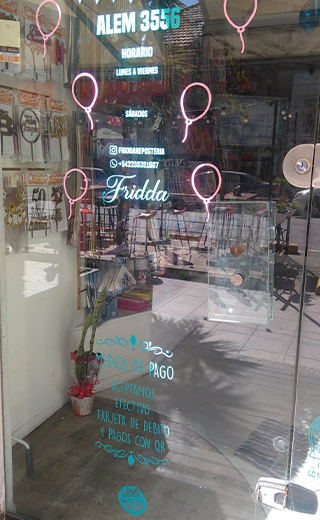 ALEM 3556
HORARIO
LUNES A VIERNES
SÁBADOS
FRIDDAREPOSTERIA
Fridda
MEDIOS DE PAGO
ACEPTAMOS
EFECTIVO
TARJETA DE DEBITO
Y PAGOS CON QR